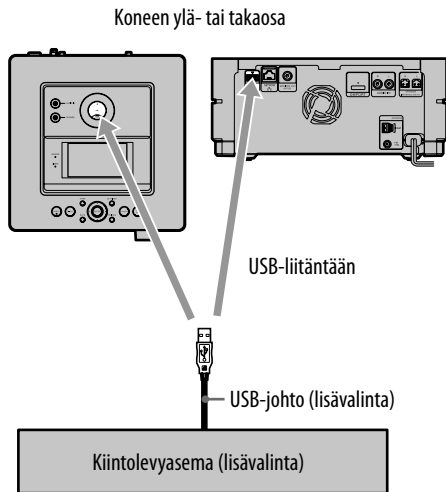 Koneen ylä- tai takaosa
USB-liitäntään
USB-johto (lisävalinta)
Kiintolevyasema (lisävalinta)